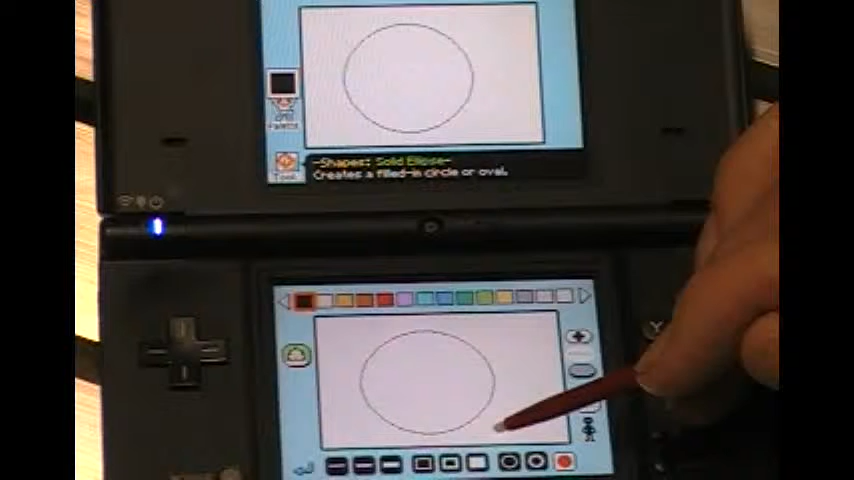 -Shapes: Solid Ellipse-
Creates a filled-in circle or oval.
Y